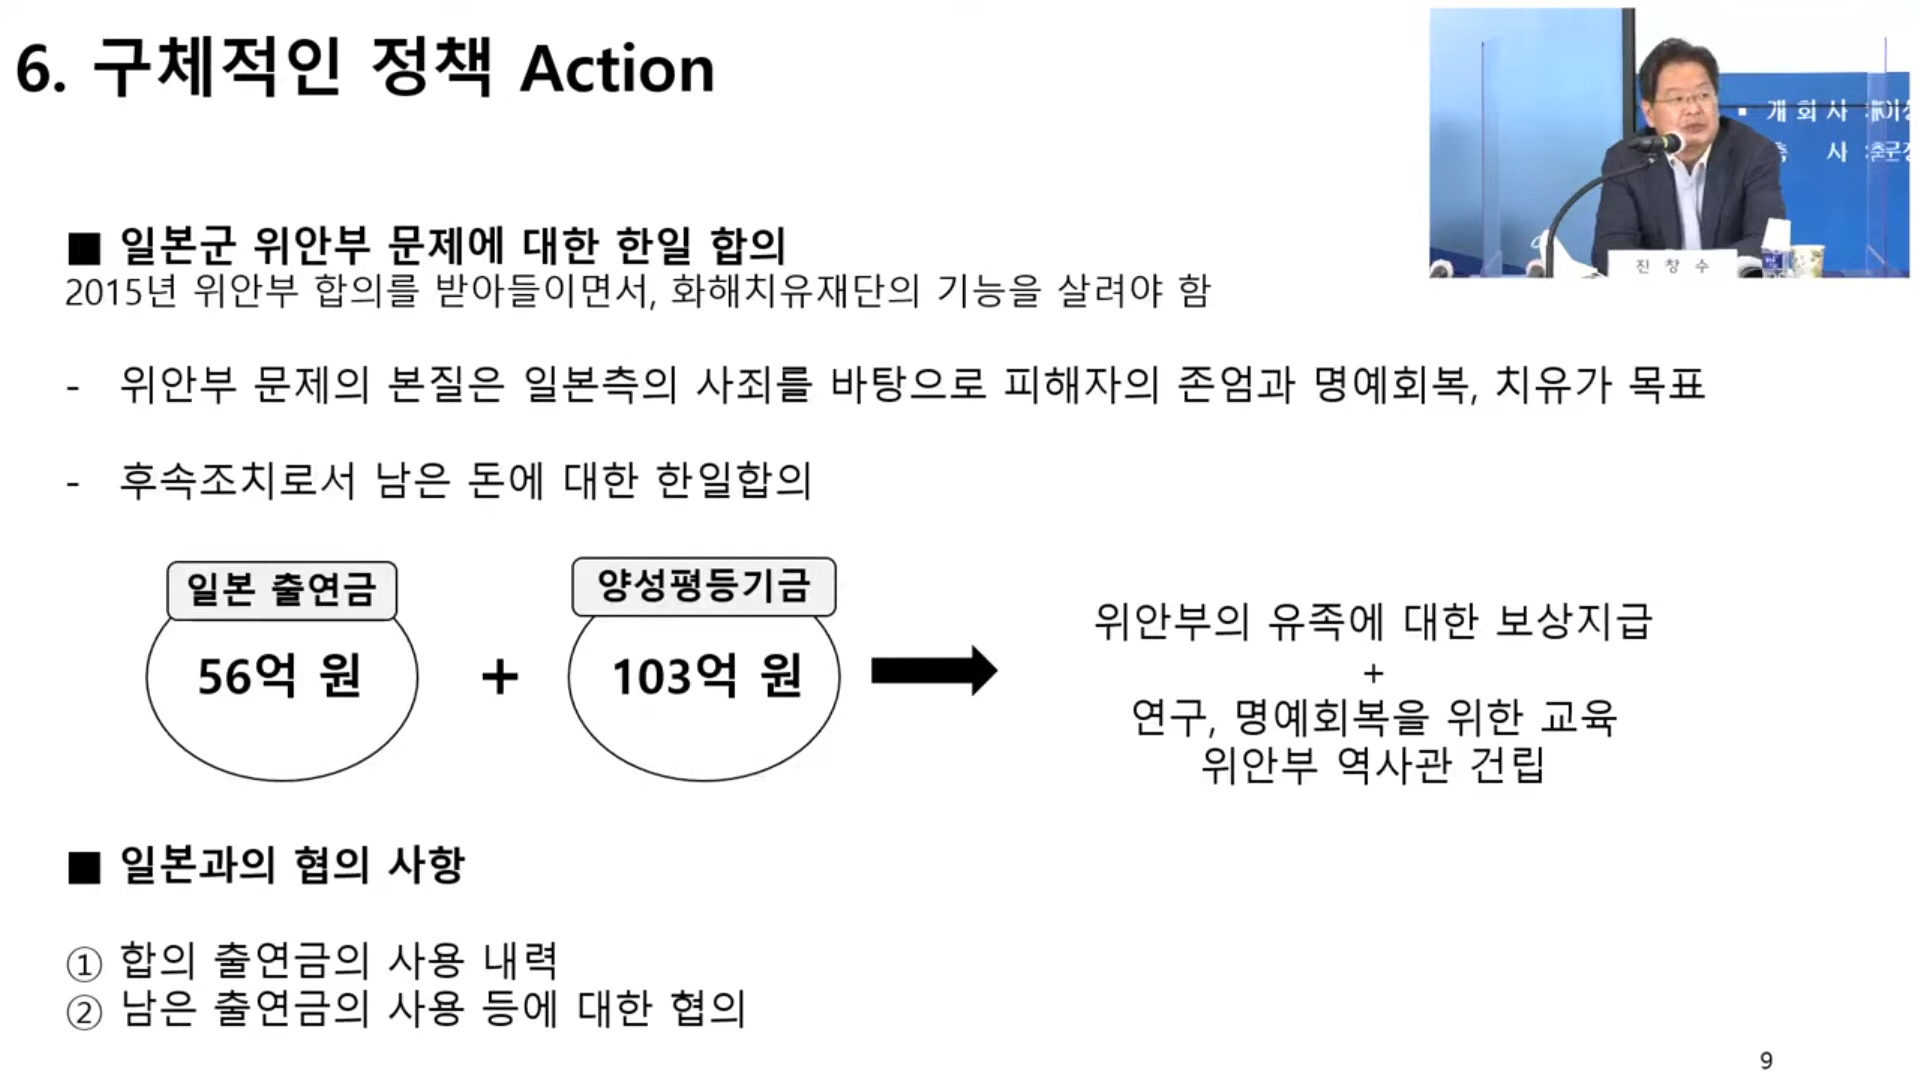 6. 구체적인 정책 Action
개 회 사
사
진 창 수
■ 일본군 위안부 문제에 대한 한일 합의
2015년 위안부 합의를 받아들이면서, 화해치유재단의 기능을 살려야 함
- 위안부 문제의 본질은 일본측의 사죄를 바탕으로 피해자의 존엄과 명예회복, 치유가 목표
- 후속조치로서 남은 돈에 대한 한일합의
일본 출연금
56억 원
+
양성평등기금
103억 원
위안부의 유족에 대한 보상지급
+
연구, 명예회복을 위한 교육
위안부 역사관 건립
■ 일본과의 협의 사항
① 합의 출연금의 사용 내력
② 남은 출연금의 사용 등에 대한 협의
9